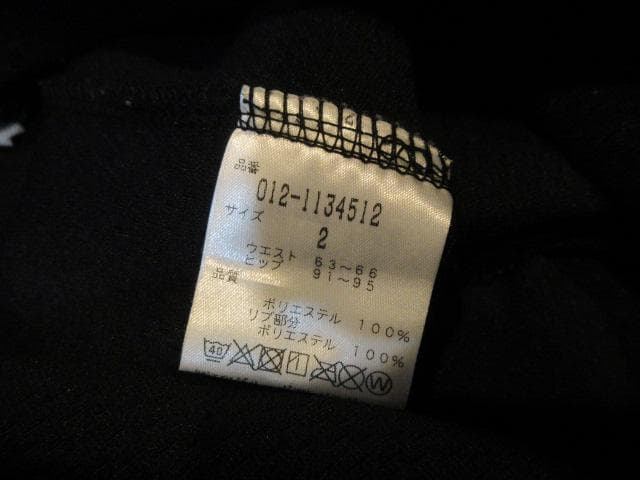 品番
012-1134512
サイズ
2
ウエスト 63〜66
ヒップ 91〜95
品質
ポリエステル 100%
リブ部分
ポリエステル 100%
40 W